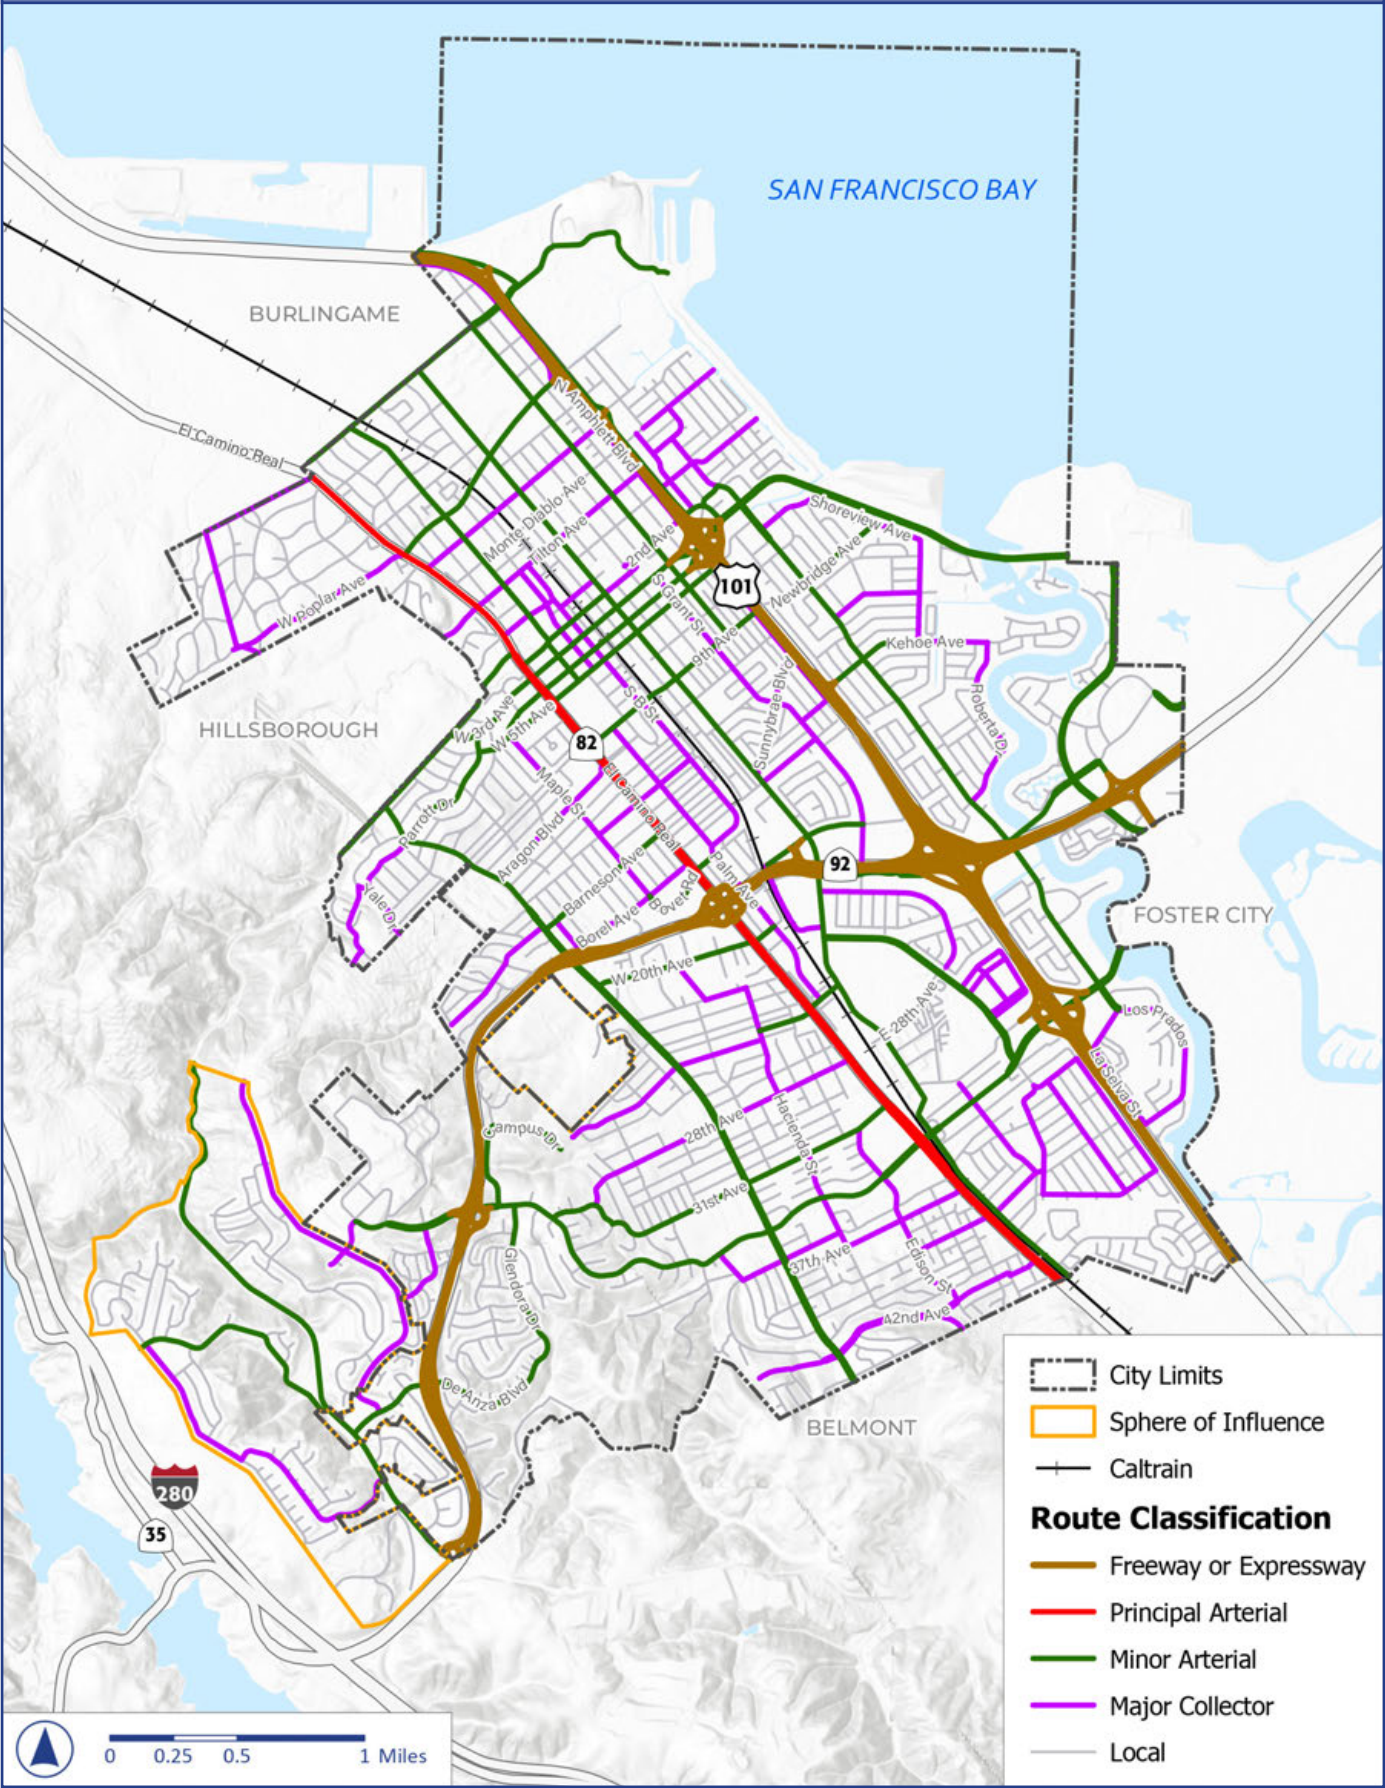 SAN FRANCISCO BAY
BURLINGAME
El Camino Real
N Amphlett Blvd
Monte Diablo Ave
Tilton Ave
2nd Ave
Shoreview Ave
101
Newbridge Ave
W Poplar Ave
S Grant St
9th Ave
Kehoe Ave
HILLSBOROUGH
W 3rd Ave
W 5th Ave
S B St
Sunnybrae Blvd
Roberta Dr
82
El Camino Real
Maple St
Parrott Dr
Aragon Blvd
Barneson Ave
Palm Ave
92
Yale Dr
Borel Ave
Bovet Rd
FOSTER CITY
W 20th Ave
E 28th Ave
Los Prados
La Selva St
Campus Dr
28th Ave
Hacienda St
31st Ave
Glendora Dr
37th Ave
Edison St
42nd Ave
De Anza Blvd
BELMONT
280
35
City Limits
Sphere of Influence
Caltrain
Route Classification
Freeway or Expressway
Principal Arterial
Minor Arterial
Major Collector
Local
0 0.25 0.5 1 Miles